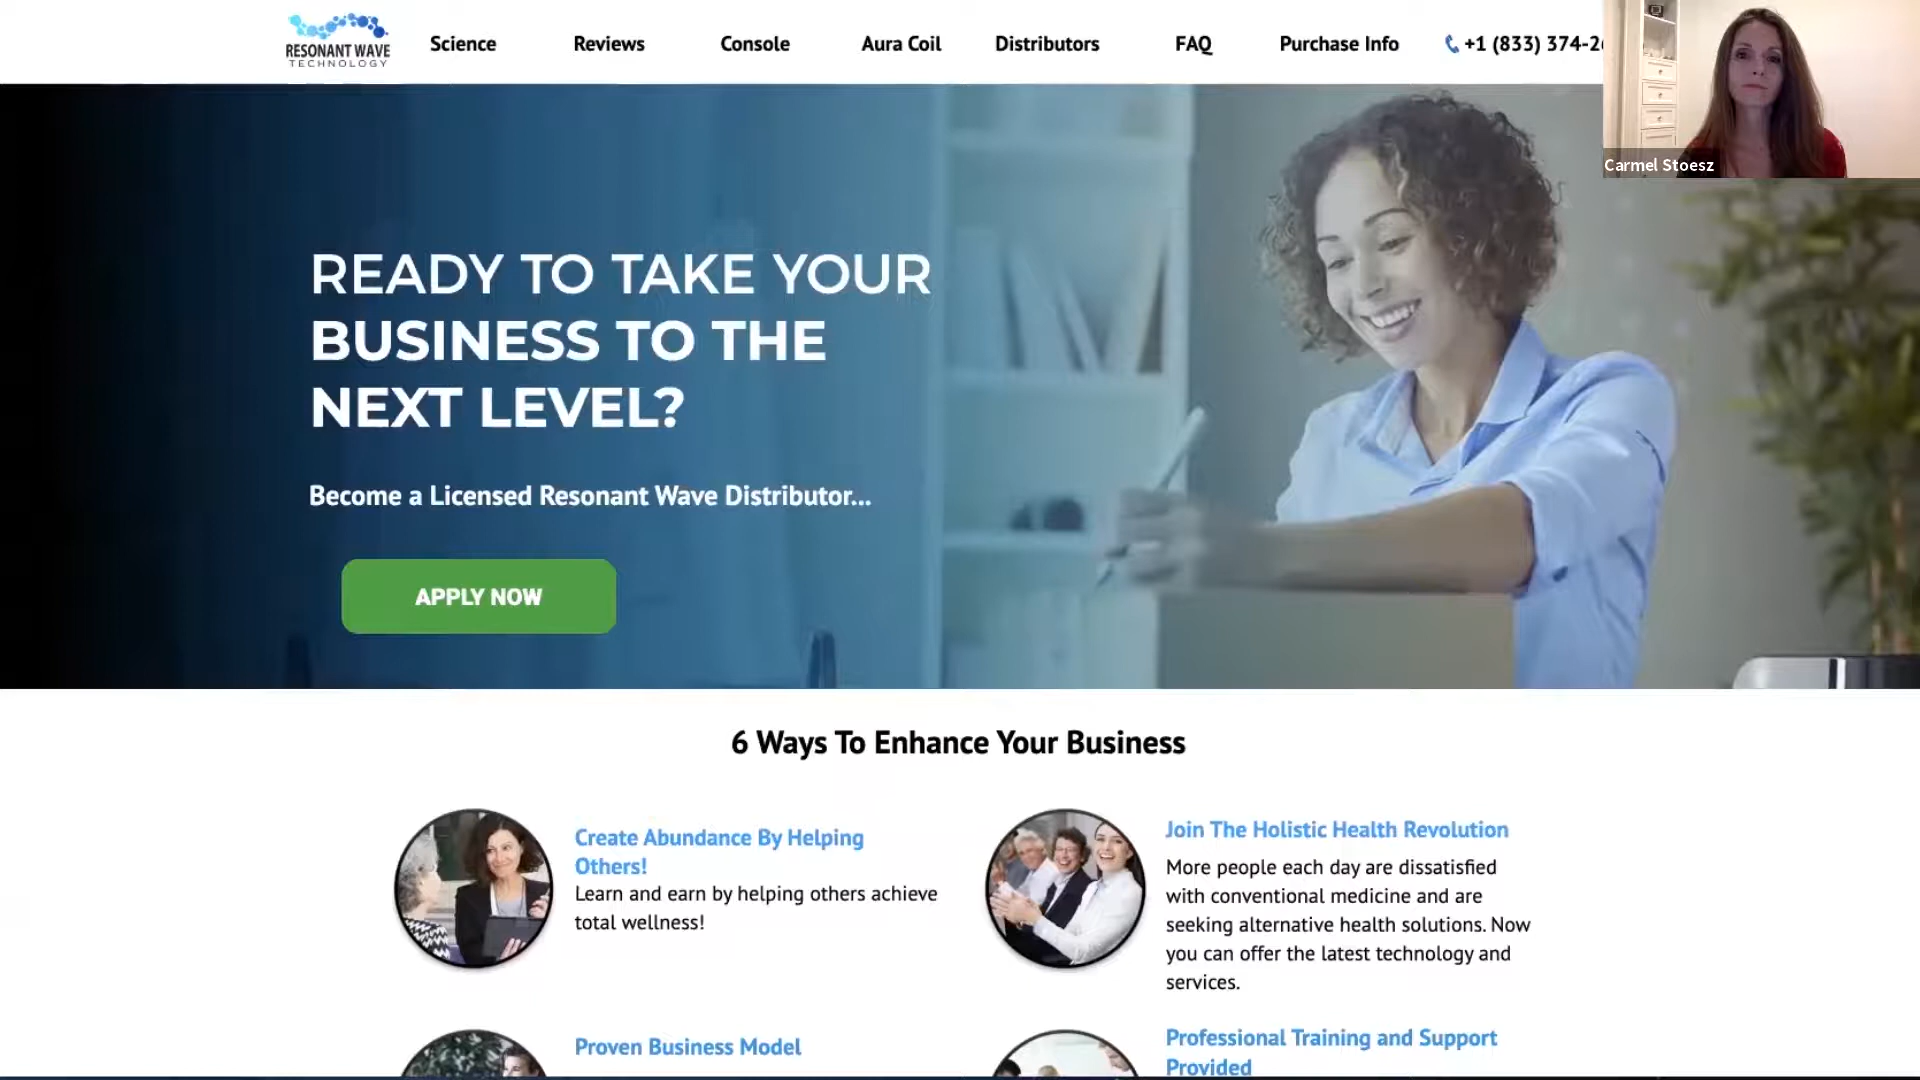 RESONANT WAVE
TECHNOLOGY
Science
Reviews
Console
Aura Coil
Distributors
FAQ
Purchase Info
+1 (833) 374-2
Carmel Stoesz
READY TO TAKE YOUR
BUSINESS TO THE
NEXT LEVEL?
Become a Licensed Resonant Wave Distributor...
APPLY NOW
6 Ways To Enhance Your Business
Create Abundance By Helping
Others!
Learn and earn by helping others achieve
total wellness!
Join The Holistic Health Revolution
More people each day are dissatisfied
with conventional medicine and are
seeking alternative health solutions. Now
you can offer the latest technology and
services.
Proven Business Model
Professional Training and Support
Provided